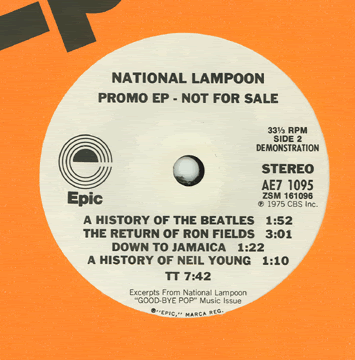 NATIONAL LAMPOON
PROMO EP - NOT FOR SALE
33⅓ RPM
SIDE 2
DEMONSTRATION
STEREO
AE7 1095
ZSM 161096
℗ 1975 CBS Inc.
Epic
A HISTORY OF THE BEATLES 1:52
THE RETURN OF RON FIELDS 3:01
DOWN TO JAMAICA 1:22
A HISTORY OF NEIL YOUNG 1:10
TT 7:42
Excerpts From National Lampoon
"GOOD-BYE POP" Music Issue
"EPIC," MARCA REG.